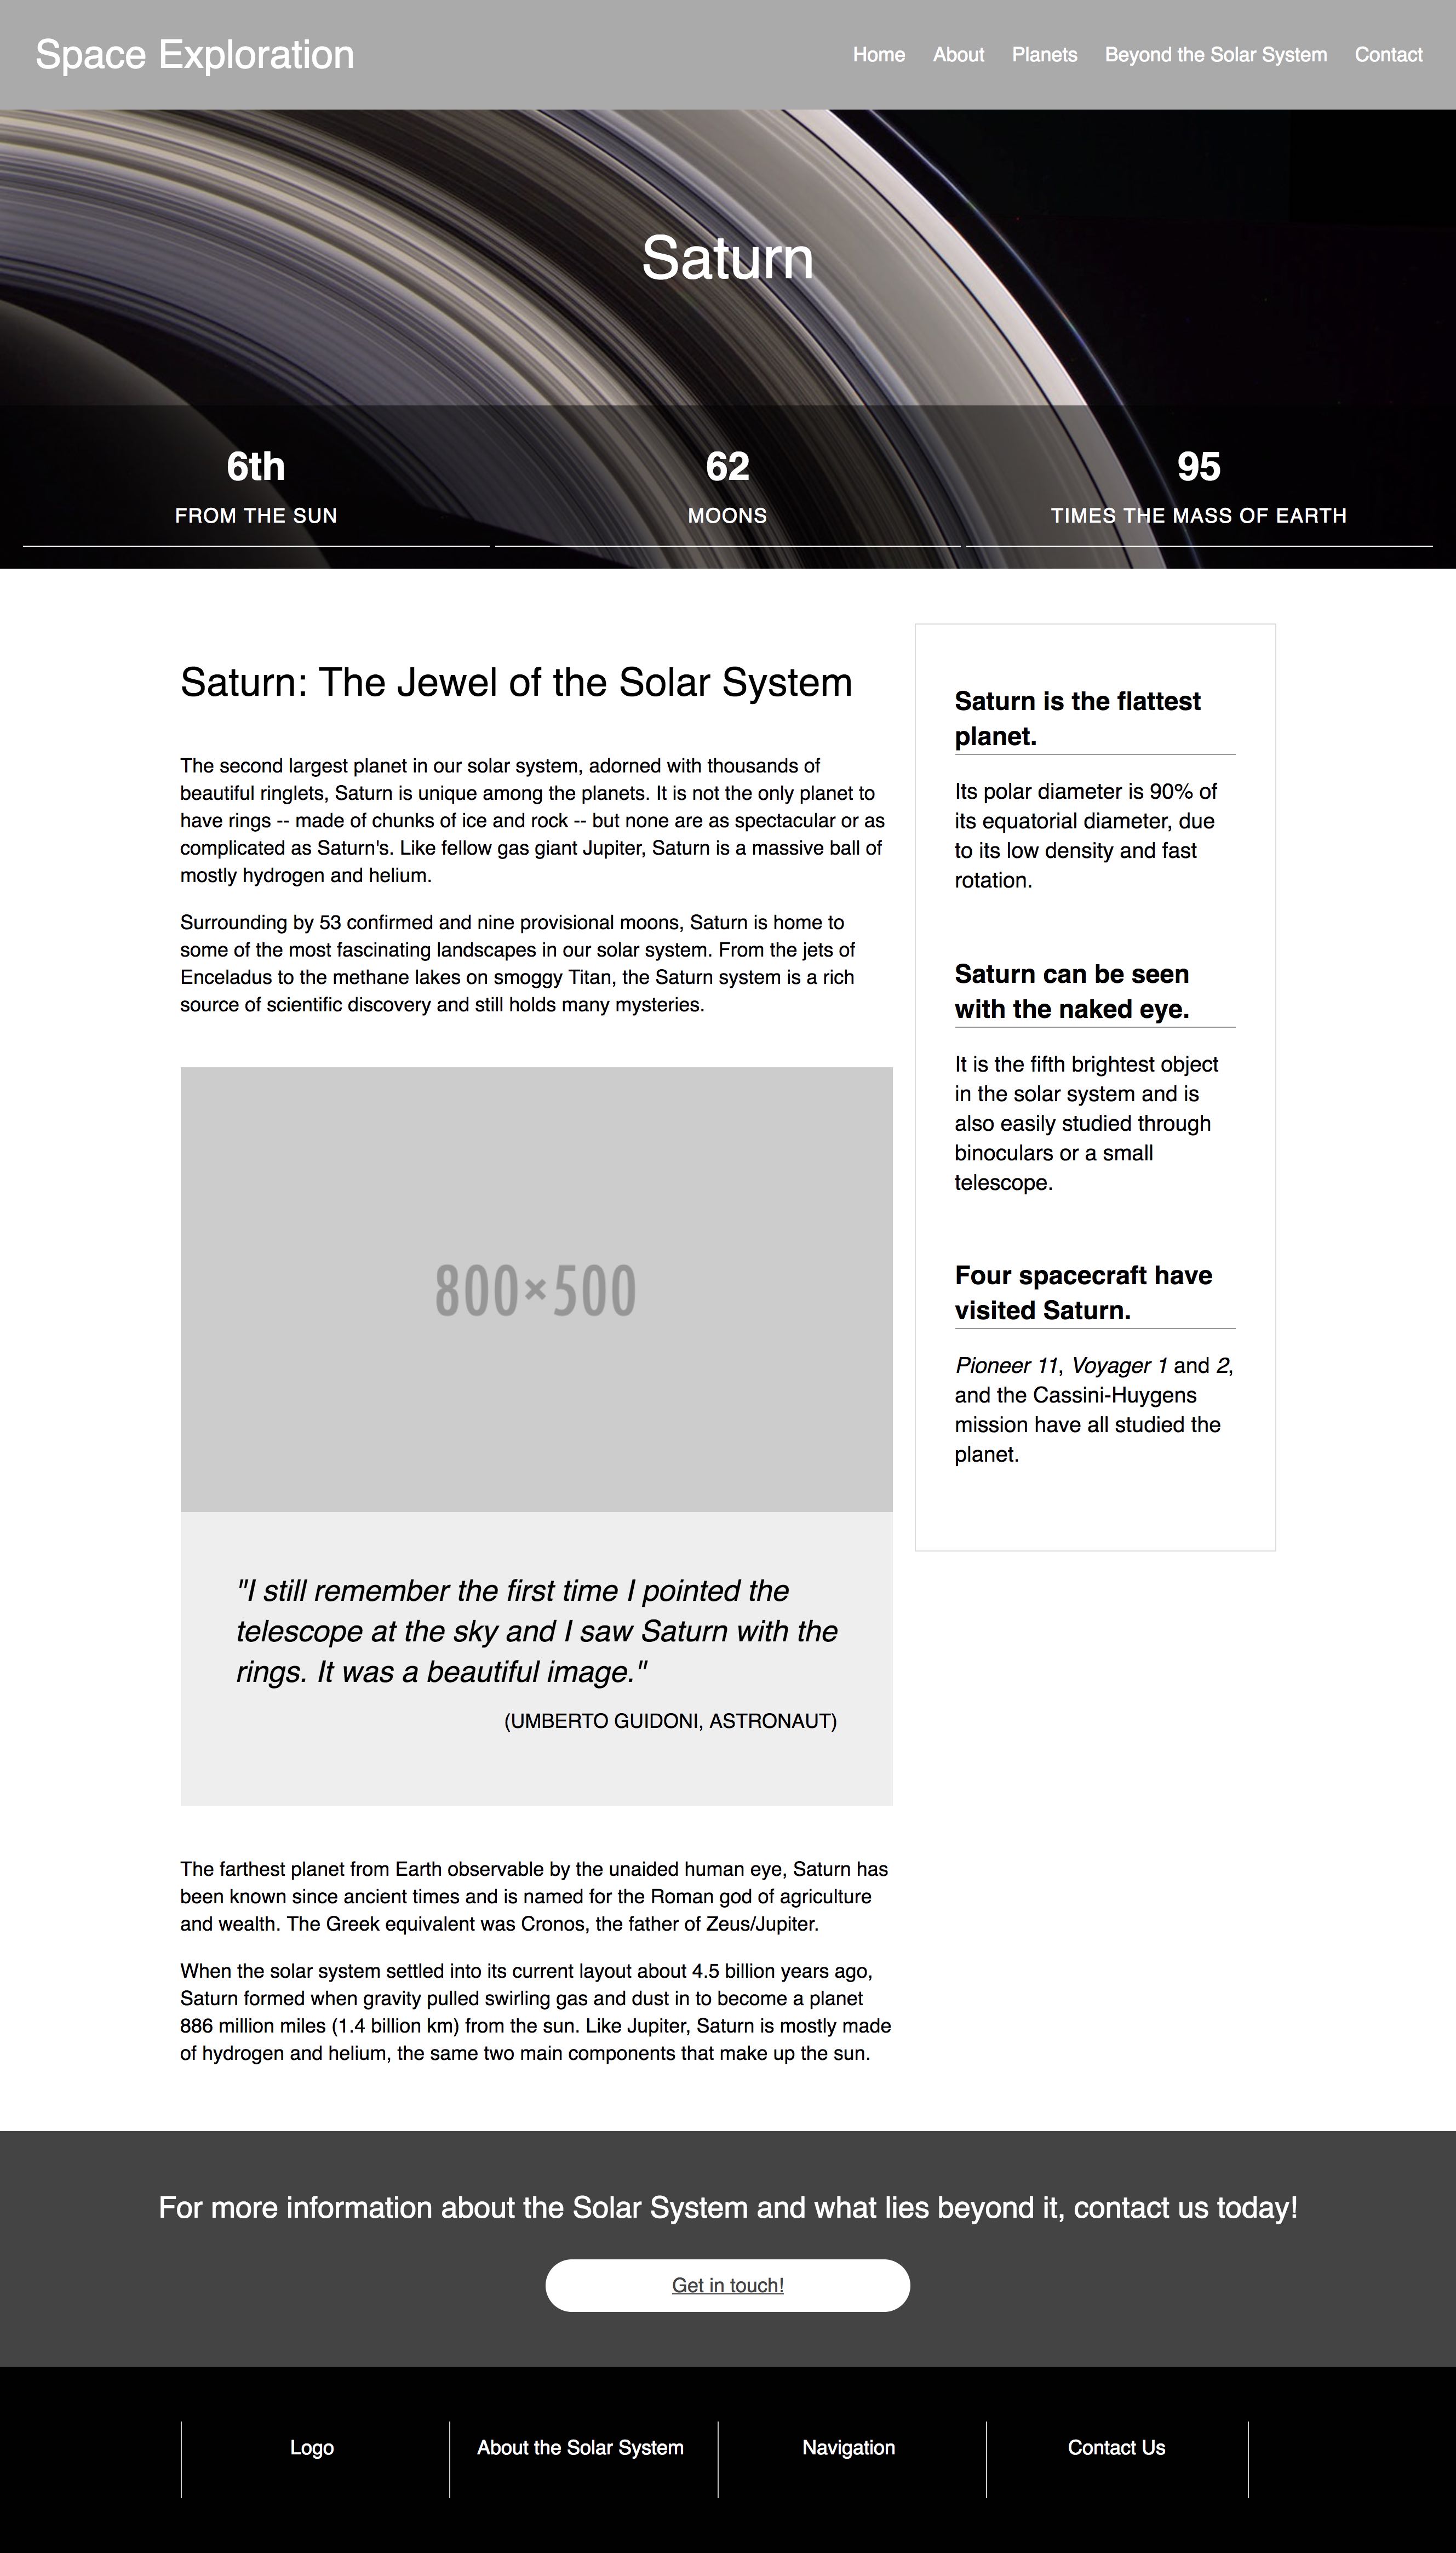 Space Exploration
Home About Planets Beyond the Solar System Contact
Saturn
6th
FROM THE SUN
62
MOONS
95
TIMES THE MASS OF EARTH
Saturn: The Jewel of the Solar System
The second largest planet in our solar system, adorned with thousands of
beautiful ringlets, Saturn is unique among the planets. It is not the only planet to
have rings -- made of chunks of ice and rock -- but none are as spectacular or as
complicated as Saturn's. Like fellow gas giant Jupiter, Saturn is a massive ball of
mostly hydrogen and helium.
Surrounding by 53 confirmed and nine provisional moons, Saturn is home to
some of the most fascinating landscapes in our solar system. From the jets of
Enceladus to the methane lakes on smoggy Titan, the Saturn system is a rich
source of scientific discovery and still holds many mysteries.
800×500
"I still remember the first time I pointed the
telescope at the sky and I saw Saturn with the
rings. It was a beautiful image."
(UMBERTO GUIDONI, ASTRONAUT)
The farthest planet from Earth observable by the unaided human eye, Saturn has
been known since ancient times and is named for the Roman god of agriculture
and wealth. The Greek equivalent was Cronos, the father of Zeus/Jupiter.
When the solar system settled into its current layout about 4.5 billion years ago,
Saturn formed when gravity pulled swirling gas and dust in to become a planet
886 million miles (1.4 billion km) from the sun. Like Jupiter, Saturn is mostly made
of hydrogen and helium, the same two main components that make up the sun.
Saturn is the flattest
planet.
Its polar diameter is 90% of
its equatorial diameter, due
to its low density and fast
rotation.
Saturn can be seen
with the naked eye.
It is the fifth brightest object
in the solar system and is
also easily studied through
binoculars or a small
telescope.
Four spacecraft have
visited Saturn.
Pioneer 11, Voyager 1 and 2,
and the Cassini-Huygens
mission have all studied the
planet.
For more information about the Solar System and what lies beyond it, contact us today!
Get in touch!
Logo
About the Solar System
Navigation
Contact Us